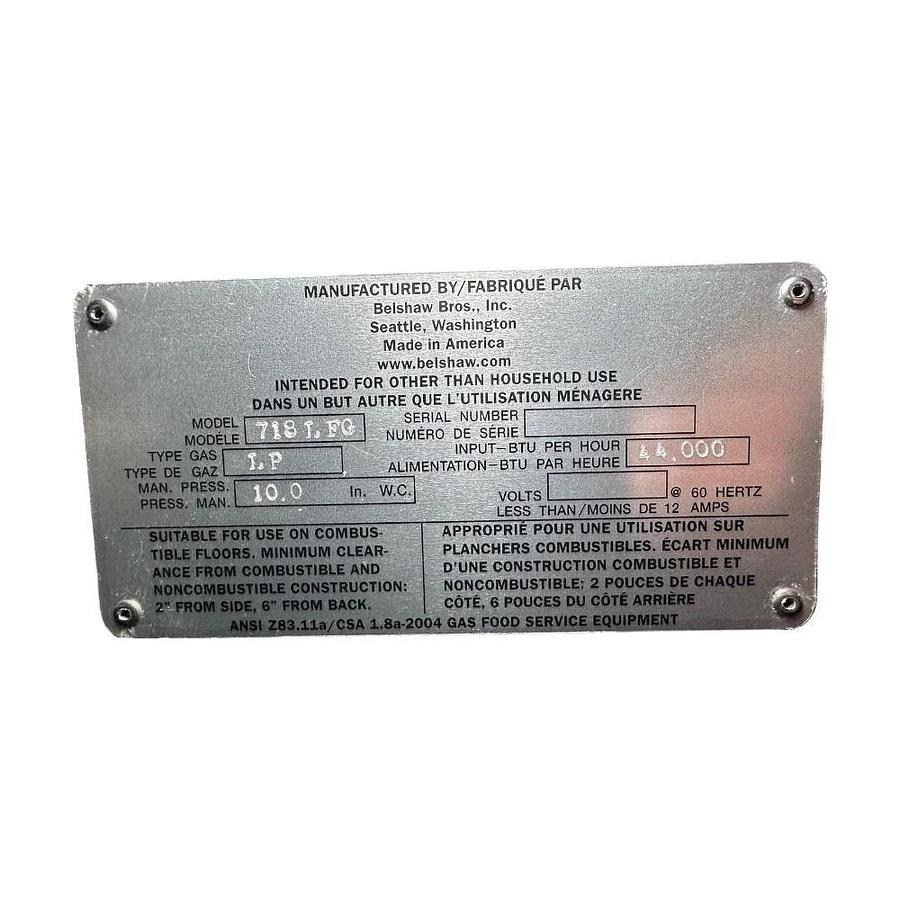 MANUFACTURED BY/FABRIQUÉ PAR
Belshaw Bros., Inc.
Seattle, Washington
Made in America
www.belshaw.com
INTENDED FOR OTHER THAN HOUSEHOLD USE
DANS UN BUT AUTRE QUE L'UTILISATION MÉNAGERE
MODEL
MODÉLE 718LFG
SERIAL NUMBER
NUMÉRO DE SÉRIE
TYPE GAS
TYPE DE GAZ LP
INPUT–BTU PER HOUR
ALIMENTATION–BTU PAR HEURE 44,000
MAN. PRESS.
PRESS. MAN. 10.0 In. W.C.
VOLTS @ 60 HERTZ
LESS THAN/MOINS DE 12 AMPS
SUITABLE FOR USE ON COMBUS-
TIBLE FLOORS. MINIMUM CLEAR-
ANCE FROM COMBUSTIBLE AND
NONCOMBUSTIBLE CONSTRUCTION:
2" FROM SIDE, 6" FROM BACK.
APPROPRIÉ POUR UNE UTILISATION SUR
PLANCHERS COMBUSTIBLES. ÉCART MINIMUM
D'UNE CONSTRUCTION COMBUSTIBLE ET
NONCOMBUSTIBLE: 2 POUCES DE CHAQUE
CÔTÉ, 6 POUCES DU CÔTÉ ARRIÈRE
ANSI Z83.11a/CSA 1.8a-2004 GAS FOOD SERVICE EQUIPMENT